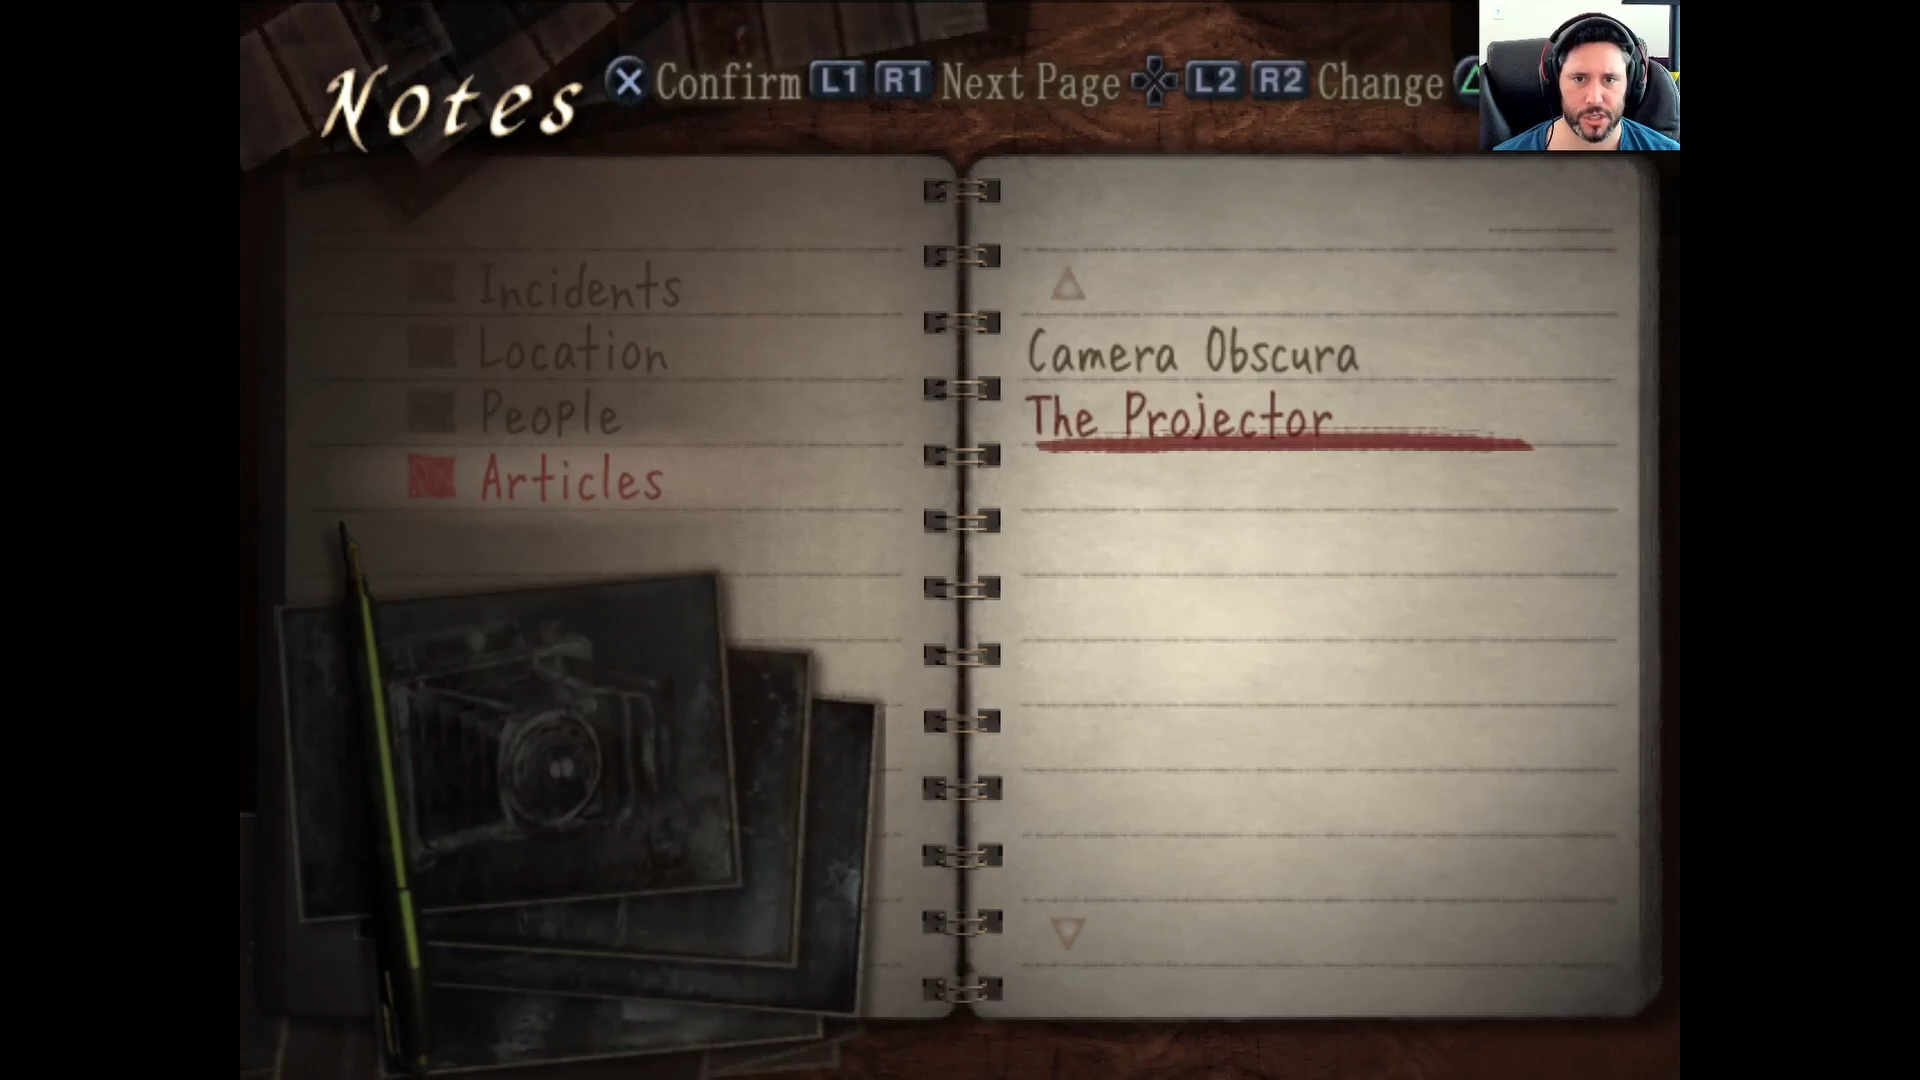 Notes
X Confirm L1 R1 Next Page L2 R2 Change
Incidents
Location
People
Articles
Camera Obscura
The Projector